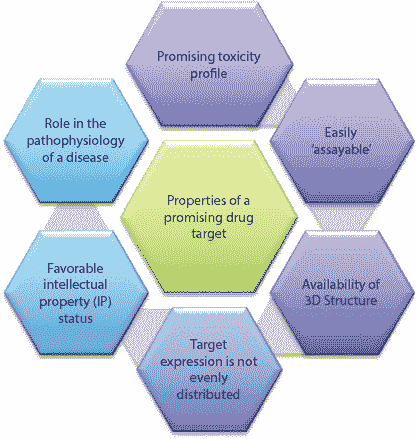 Promising toxicity
profile
Role in the
pathophysiology
of a disease
Easily
'assayable'
Properties of a
promising drug
target
Favorable
intellectual
property (IP)
status
Availability of
3D Structure
Target
expression is not
evenly
distributed